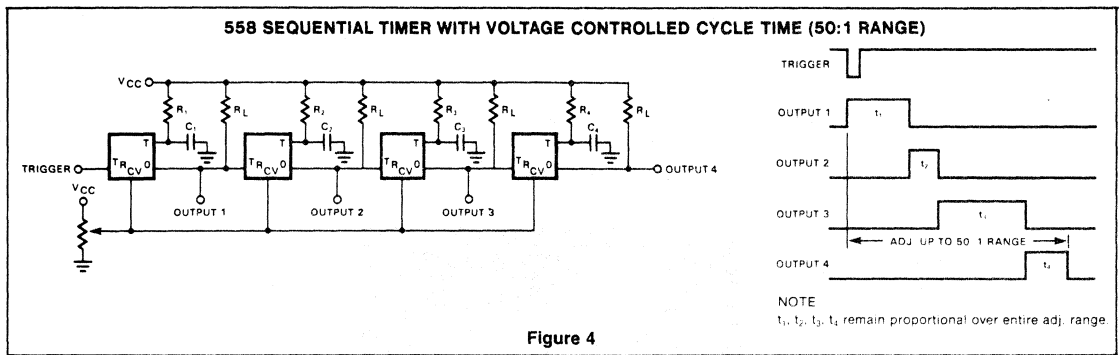 558 SEQUENTIAL TIMER WITH VOLTAGE CONTROLLED CYCLE TIME (50:1 RANGE)
VCC
R1
RL
R2
RL
R3
RL
R4
RL
C1
C2
C3
C4
T
T
T
T
TRIGGER
TR CV O
TR CV O
TR CV O
TR CV O
OUTPUT 4
VCC
OUTPUT 1
OUTPUT 2
OUTPUT 3
TRIGGER
OUTPUT 1
t1
OUTPUT 2
t2
OUTPUT 3
ADJ UP TO 50 1 RANGE
OUTPUT 4
t4
NOTE
t1, t2, t3, t4 remain proportional over entire adj. range.
Figure 4